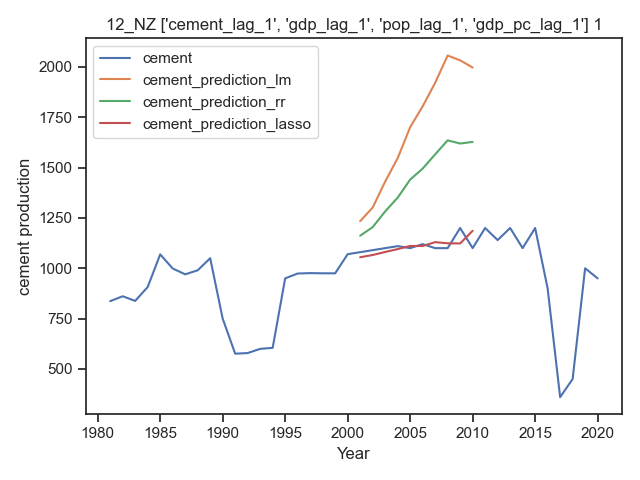 12_NZ ['cement_lag_1', 'gdp_lag_1', 'pop_lag_1', 'gdp_pc_lag_1'] 1
cement
cement_prediction_lm
cement_prediction_rr
cement_prediction_lasso
cement production
2000
1750
1500
1250
1000
750
500
1980 1985 1990 1995 2000 2005 2010 2015 2020
Year